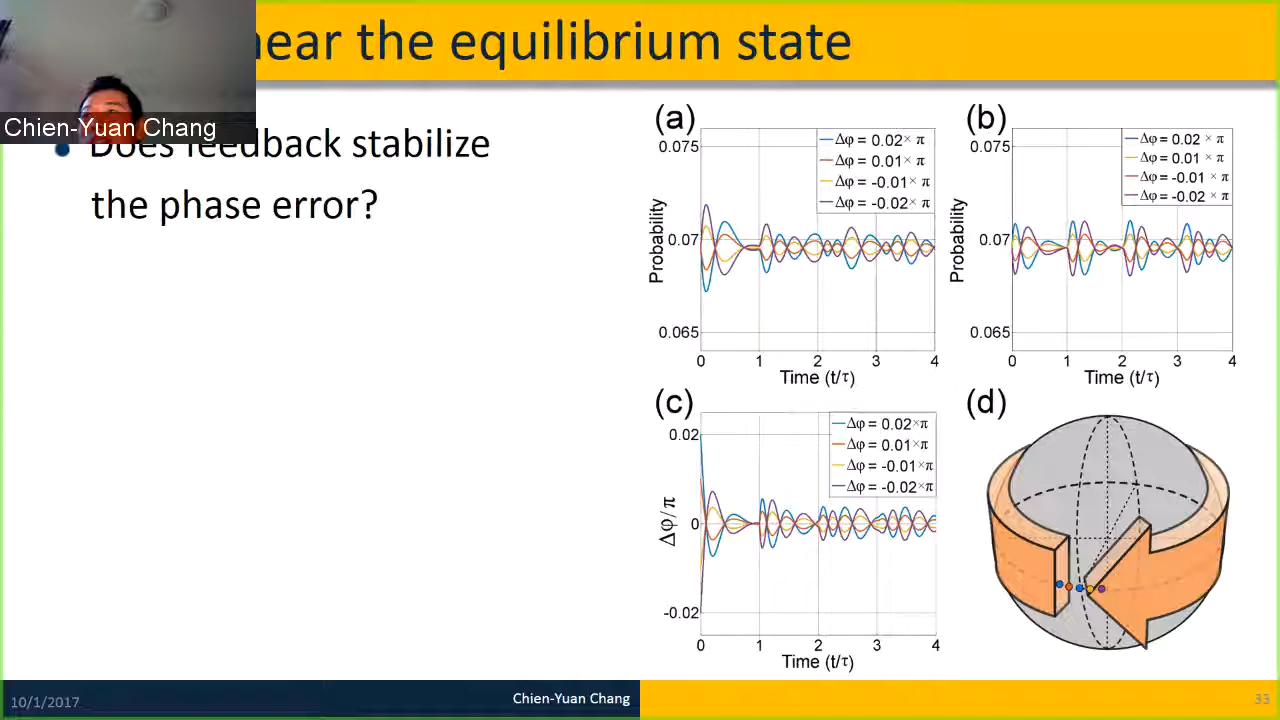 near the equilibrium state
Chien-Yuan Chang
• Does feedback stabilize
the phase error?
(a)
Δφ = 0.02× π
Δφ = 0.01× π
Δφ = -0.01× π
Δφ = -0.02× π
0.075
0.07
0.065
Probability
0 1 2 3 4
Time (t/τ)
(b)
Δφ = 0.02 × π
Δφ = 0.01 × π
Δφ = -0.01 × π
Δφ = -0.02 × π
0.075
0.07
0.065
Probability
0 1 2 3 4
Time (t/τ)
(c)
Δφ = 0.02×π
Δφ = 0.01×π
Δφ = -0.01×π
Δφ = -0.02×π
0.02
0
-0.02
Δφ/π
0 1 2 3 4
Time (t/τ)
(d)
10/1/2017
Chien-Yuan Chang
33